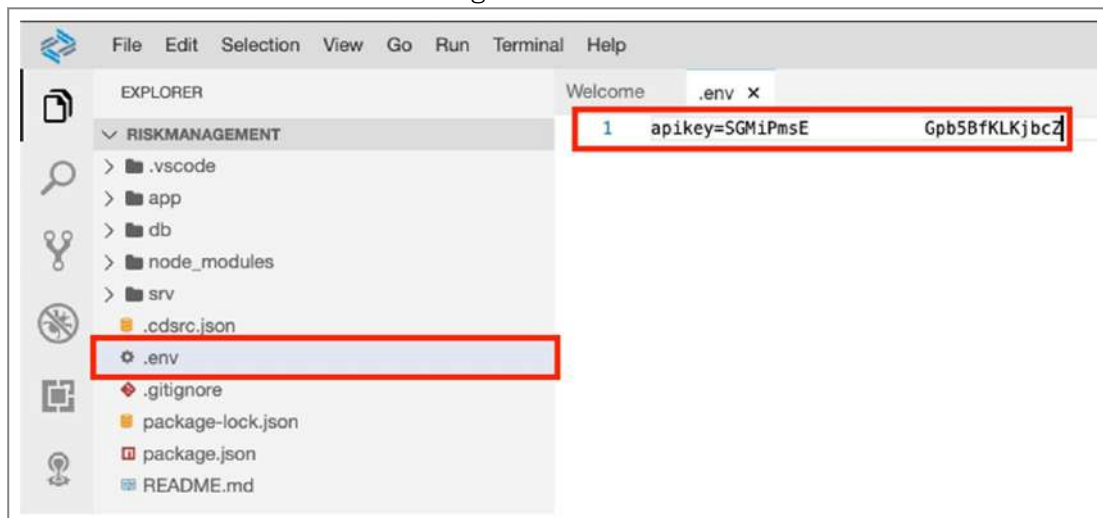 File Edit Selection View Go Run Terminal Help
EXPLORER
Welcome .env ×
RISKMANAGEMENT
1 apikey=SGMiPmsE Gpb5BfKLKjbcZ
.vscode
app
db
node_modules
srv
.cdsrc.json
.env
.gitignore
package-lock.json
package.json
README.md